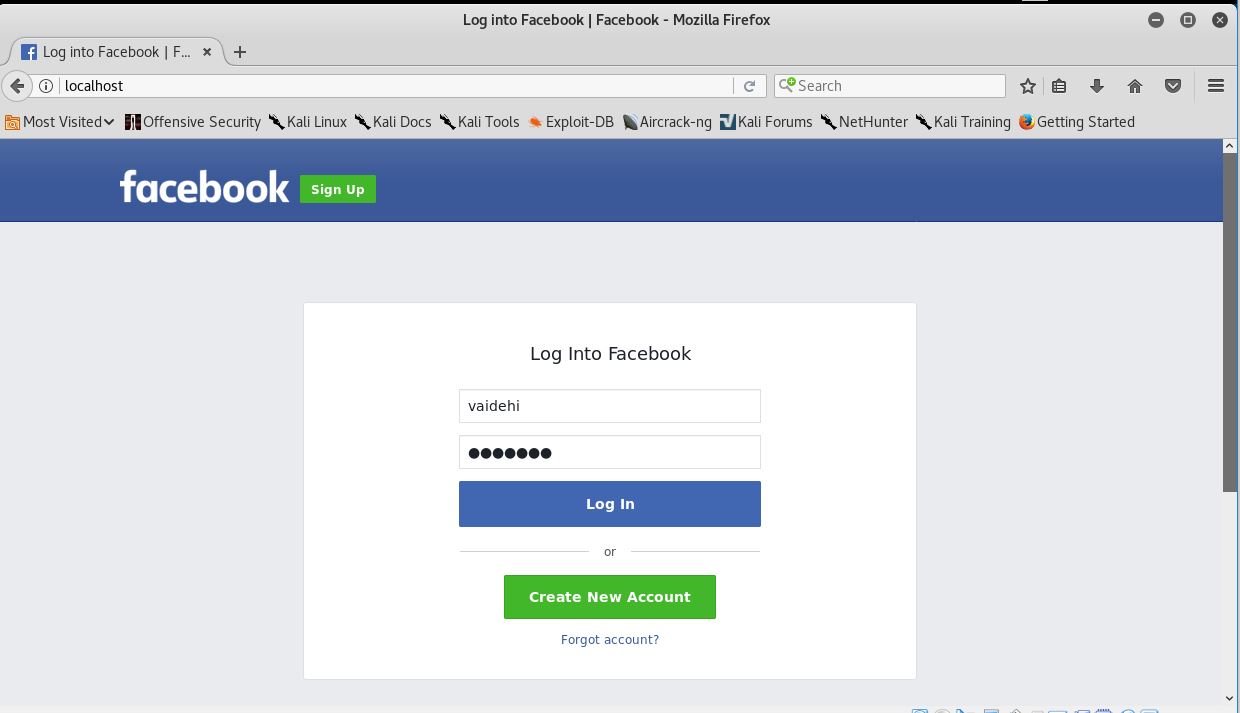 Log into Facebook | Facebook - Mozilla Firefox
Log into Facebook | F...
localhost
Search
Most Visited Offensive Security Kali Linux Kali Docs Kali Tools Exploit-DB Aircrack-ng Kali Forums NetHunter Kali Training Getting Started
facebook Sign Up
Log Into Facebook
vaidehi
Log In
or
Create New Account
Forgot account?